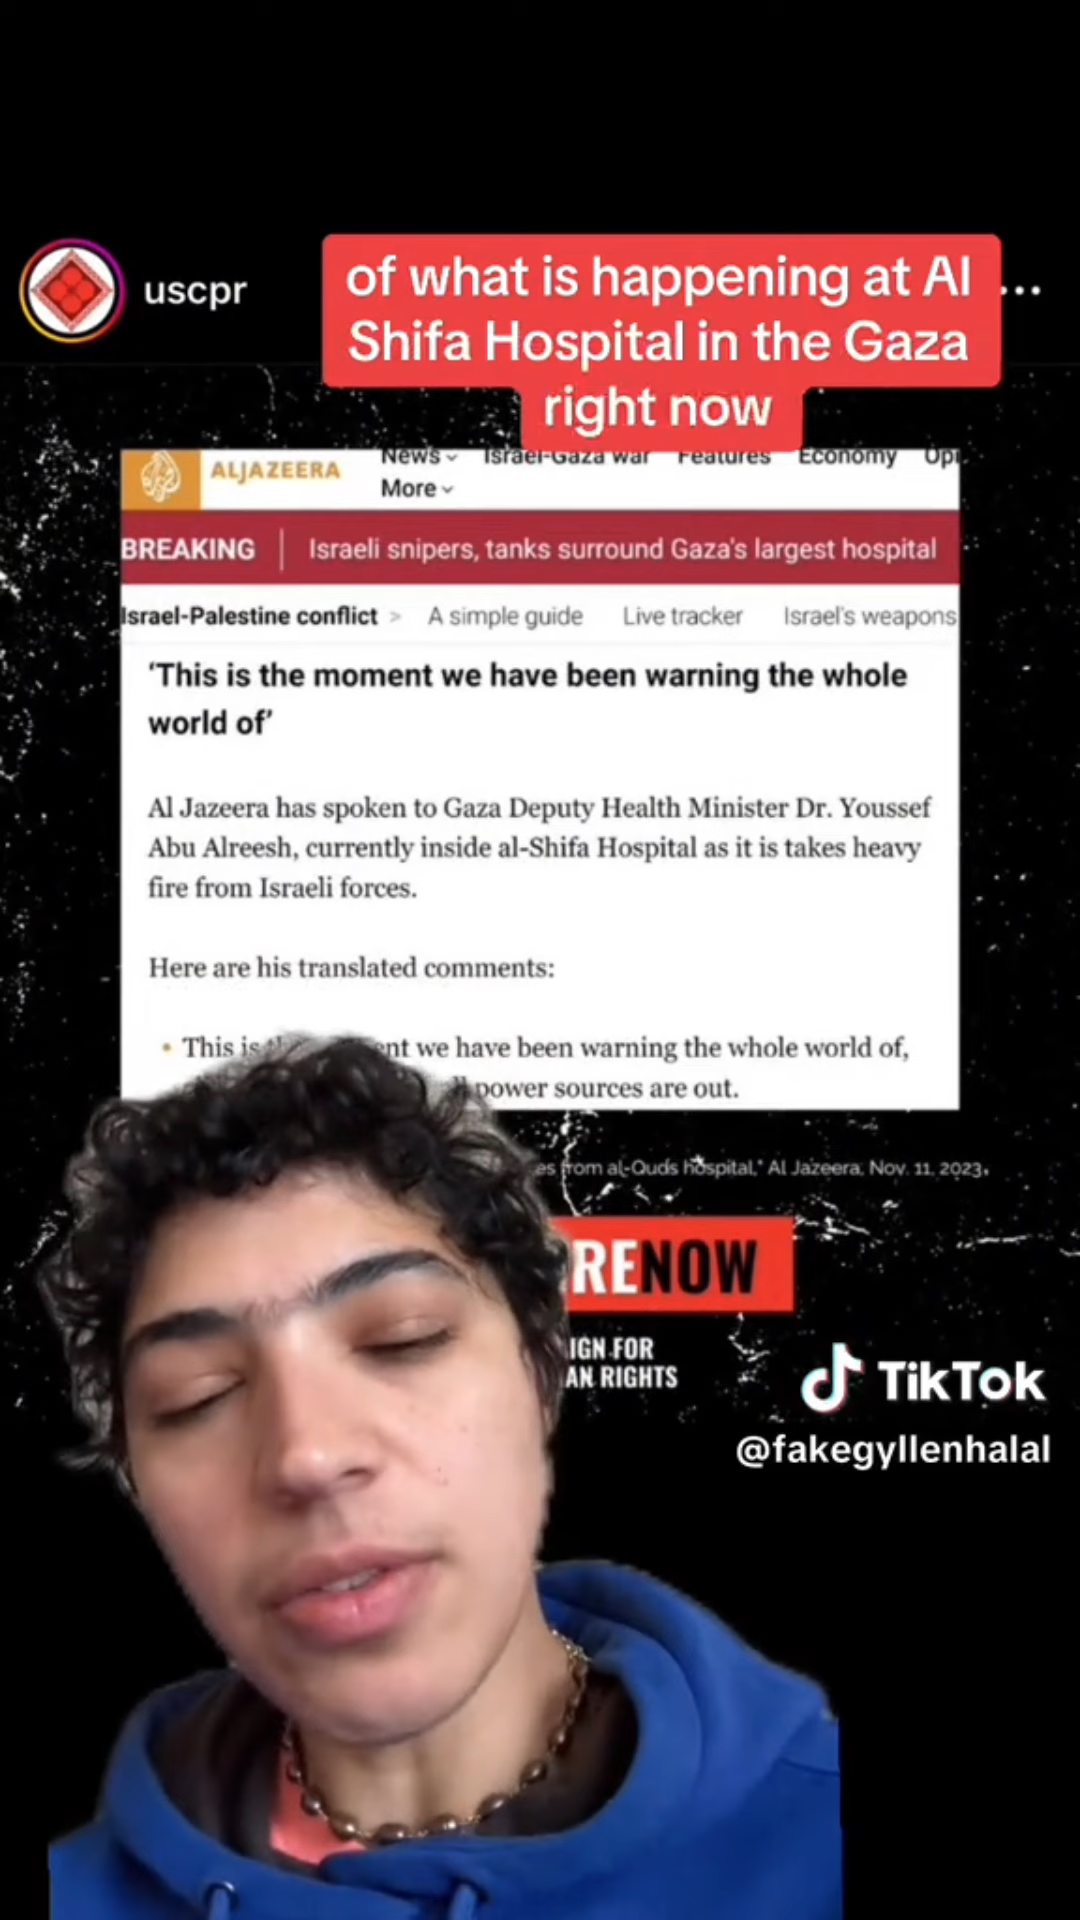 uscpr
of what is happening at Al
Shifa Hospital in the Gaza
right now
ALJAZEERA
News
Israel-Gaza war
Features
Economy
More
BREAKING
Israeli snipers, tanks surround Gaza's largest hospital
Israel-Palestine conflict > A simple guide Live tracker Israel's weapons
‘This is the moment we have been warning the whole
world of’
Al Jazeera has spoken to Gaza Deputy Health Minister Dr. Youssef
Abu Alreesh, currently inside al-Shifa Hospital as it is takes heavy
fire from Israeli forces.
Here are his translated comments:
• This is we have been warning the whole world of,
power sources are out.
from al-Quds hospital," Al Jazeera, Nov. 11, 2023.
NOW
FOR
RIGHTS
TikTok
@fakegyllenhalal